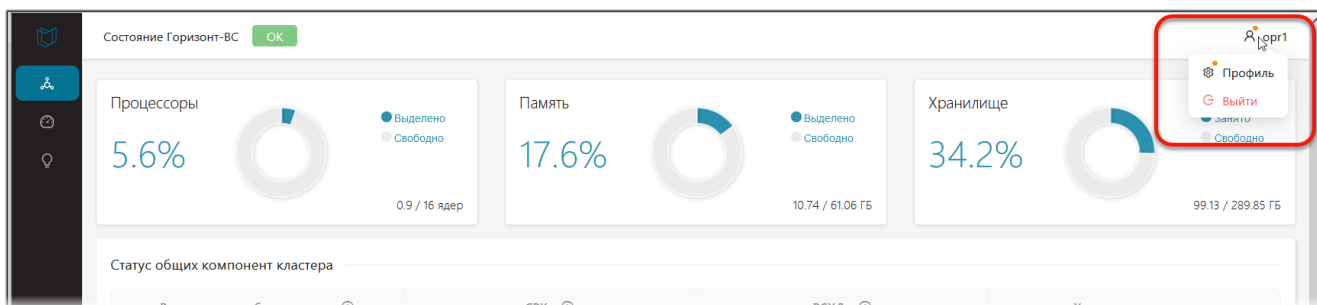 Состояние Горизонт-ВС OK opr1
Профиль
Выйти
Процессоры
5.6%
Выделено
Свободно
0.9 / 16 ядер
Память
17.6%
Выделено
Свободно
10.74 / 61.06 ГБ
Хранилище
34.2%
Занято
Свободно
99.13 / 289.85 ГБ
Статус общих компонент кластера